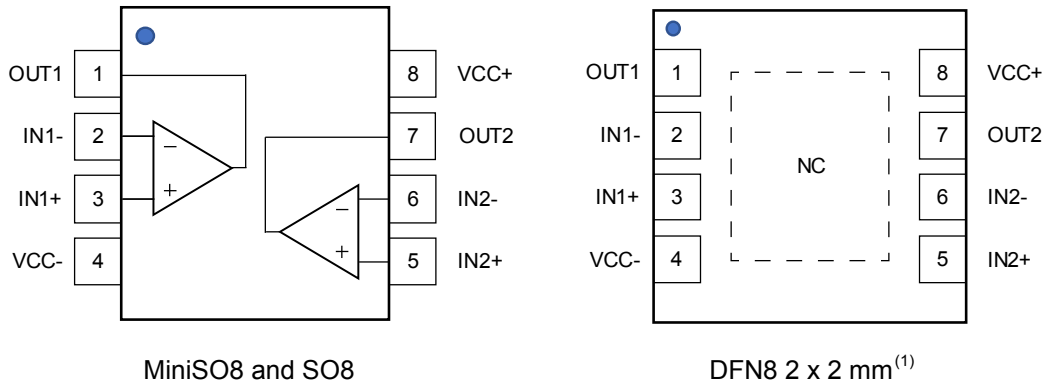 OUT1 1 8 VCC+
IN1- 2 − 7 OUT2
IN1+ 3 + − 6 IN2-
VCC- 4 + 5 IN2+
MiniSO8 and SO8
OUT1 1 8 VCC+
IN1- 2 7 OUT2
NC
IN1+ 3 6 IN2-
VCC- 4 5 IN2+
DFN8 2 x 2 mm(1)